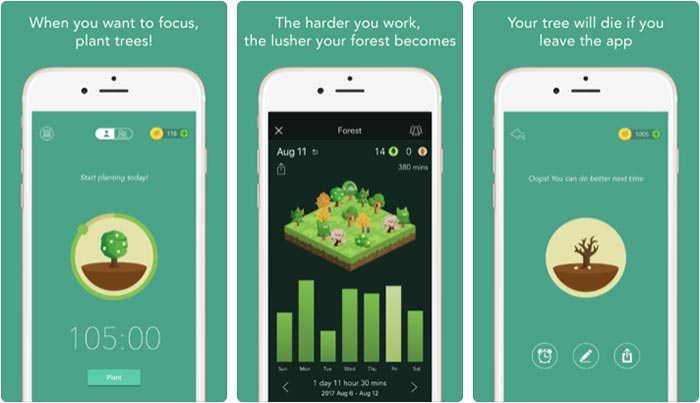 When you want to focus,
plant trees!
118
Start planting today!
105:00
Plant
The harder you work,
the lusher your forest becomes
Forest
Aug 11
14 0
380 mins
Sun Mon Tue Wed Thu Fri Sat
1 day 11 hour 30 mins
2017 Aug 6 - Aug 12
Your tree will die if you
leave the app
1005
Oops! You can do better next time